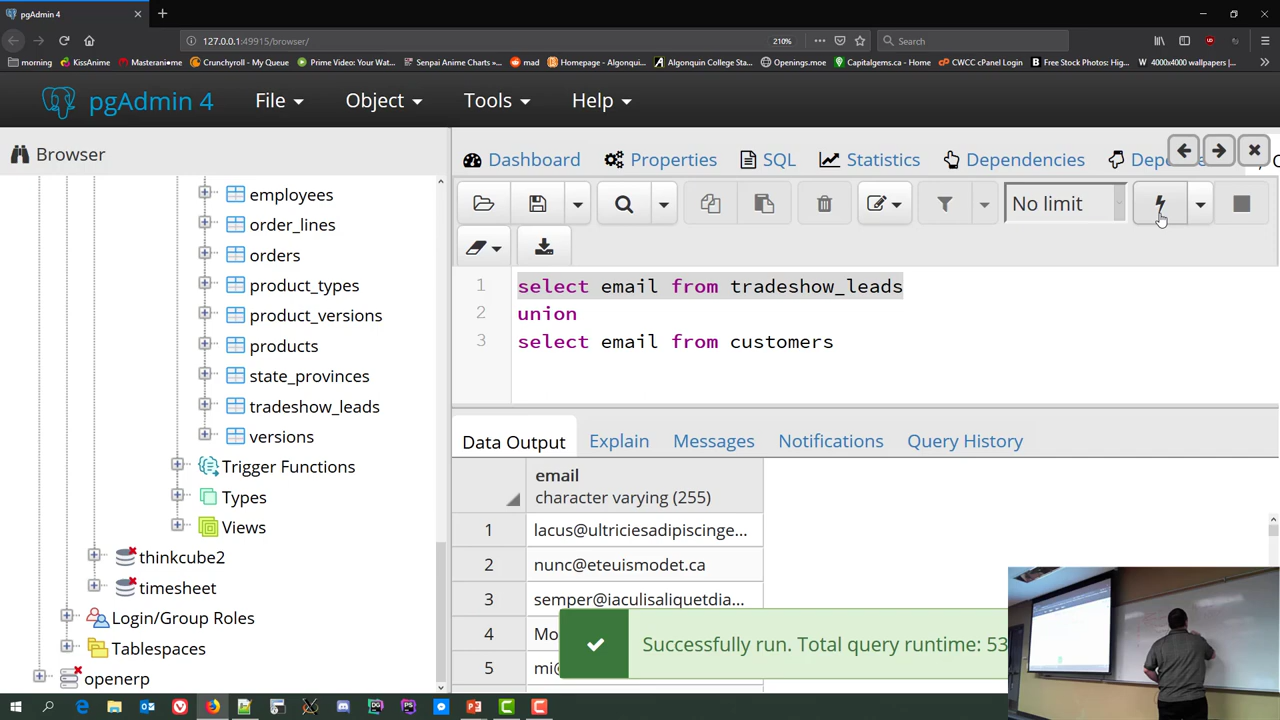 pgAdmin 4
127.0.0.1:49915/browser/
210%
Search
morning
KissAnime
Masterani●me
Crunchyroll - My Queue
Prime Video: Your Wat...
Senpai Anime Charts ×...
mad
Homepage - Algonqui...
Algonquin College Sta...
Openings.moe
Capitalgems.ca - Home
CWCC cPanel Login
Free Stock Photos: Hig...
4000x4000 wallpapers |...
pgAdmin 4
File
Object
Tools
Help
Browser
Dashboard
Properties
SQL
Statistics
Dependencies
Depe
employees
order_lines
orders
product_types
product_versions
products
state_provinces
tradeshow_leads
versions
Trigger Functions
Types
Views
thinkcube2
timesheet
Login/Group Roles
Tablespaces
openerp
No limit
1 select email from tradeshow_leads
2 union
3 select email from customers
Data Output
Explain
Messages
Notifications
Query History
email
character varying (255)
1 lacus@ultriciesadipiscinge...
2 nunc@eteuismodet.ca
3 semper@iaculisaliquetdia...
4 Mo
5 mi@
Successfully run. Total query runtime: 53